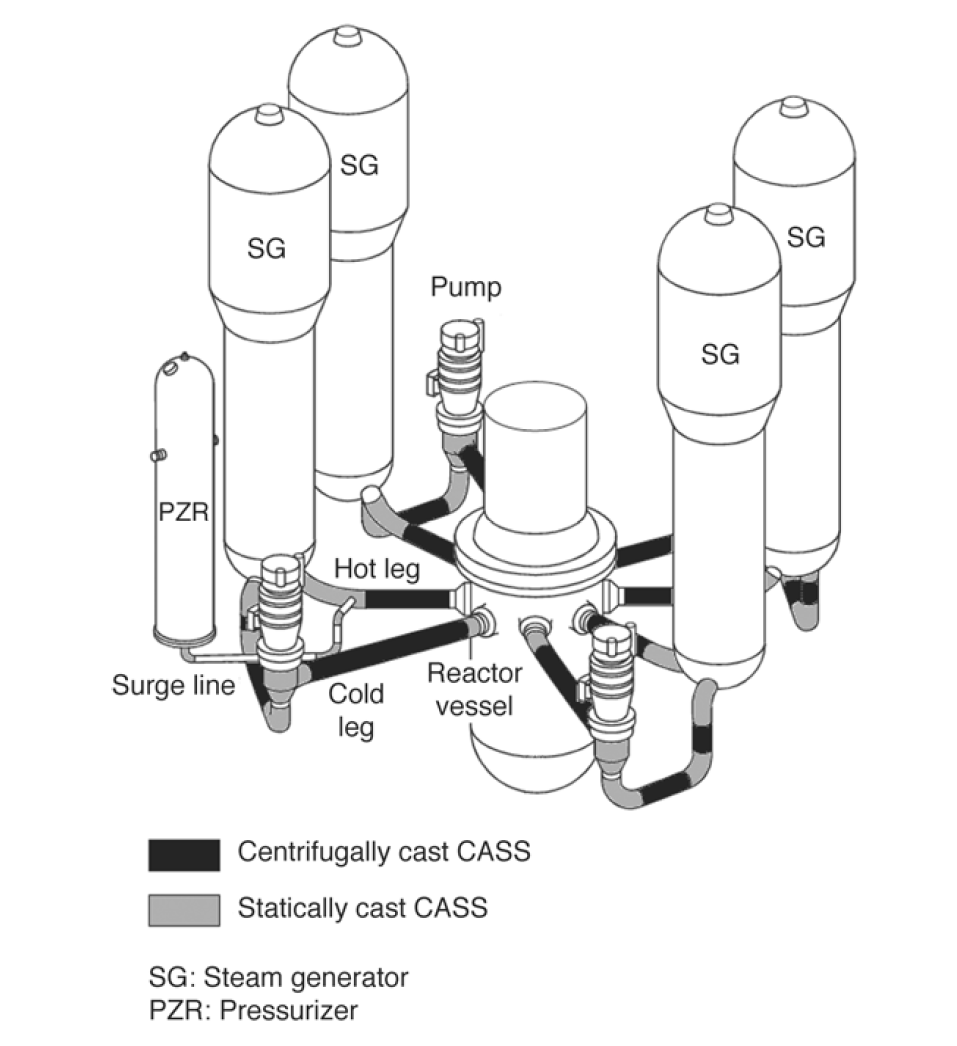 SG
SG
SG
Pump
SG
PZR
Hot leg
Surge line
Cold
leg
Reactor
vessel
Centrifugally cast CASS
Statically cast CASS
SG: Steam generator
PZR: Pressurizer